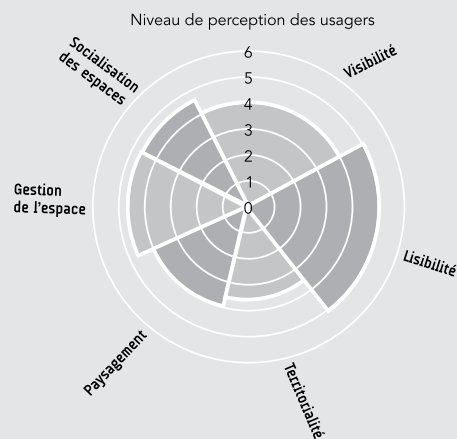 Niveau de perception des usagers
Socialisation
des espaces
Visibilité
6
5
4
3
2
1
0
Gestion
de l'espace
Lisibilité
Paysagement
Territorialité